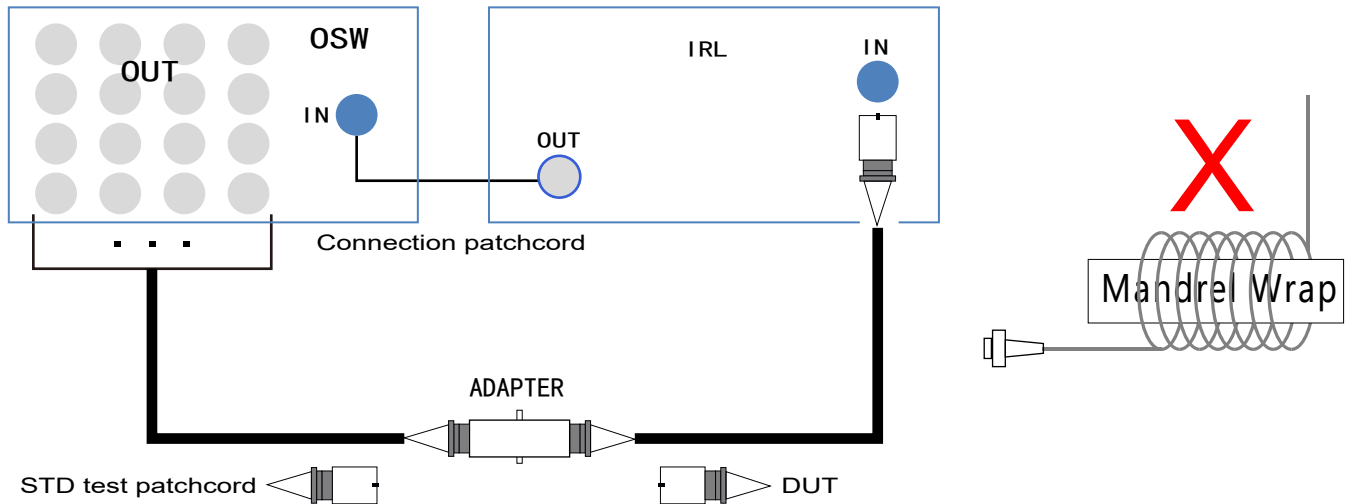 OSW
OUT
IN
IRL
IN
OUT
X
Connection patchcord
Mandrel Wrap
ADAPTER
STD test patchcord
DUT